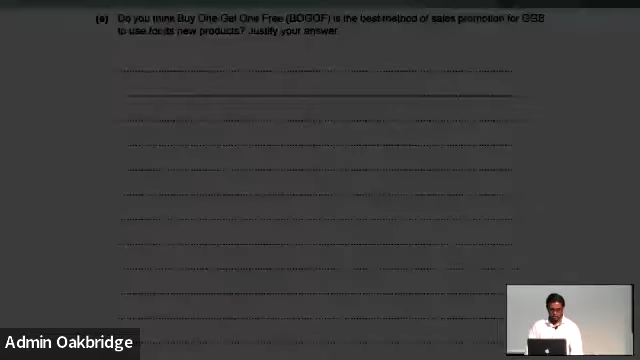 (e) Do you think Buy One Get One Free (BOGOF) is the best method of sales promotion for GGB
to use for its new products? Justify your answer.
Admin Oakbridge